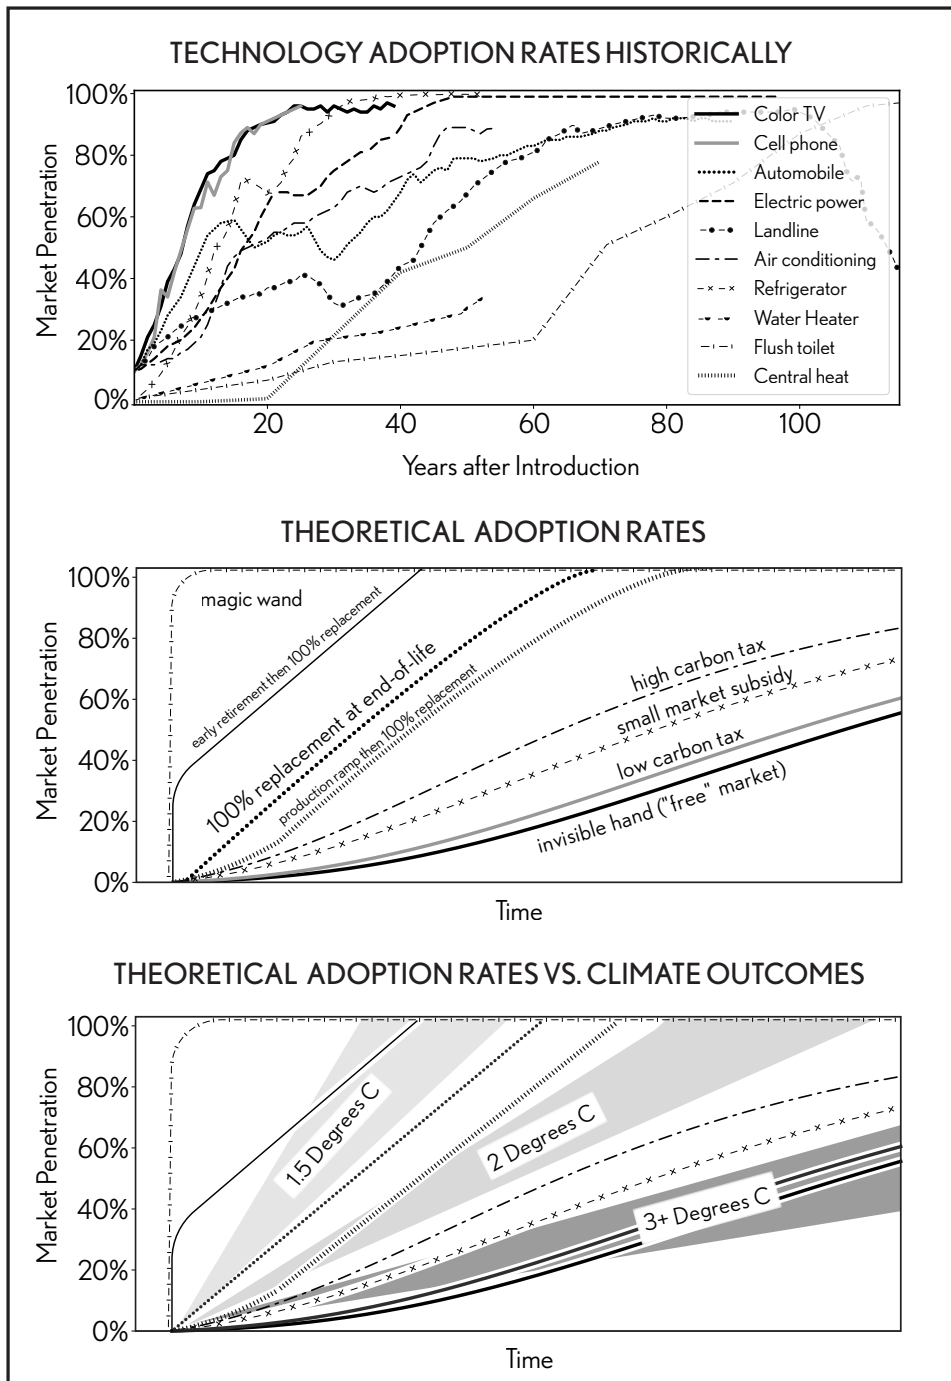 TECHNOLOGY ADOPTION RATES HISTORICALLY
100%
80%
60%
40%
20%
0%
Market Penetration
Color TV
Cell phone
Automobile
Electric power
Landline
Air conditioning
Refrigerator
Water Heater
Flush toilet
Central heat
20
40
60
80
100
Years after Introduction
THEORETICAL ADOPTION RATES
100%
80%
60%
40%
20%
0%
Market Penetration
magic wand
early retirement then 100% replacement
100% replacement at end-of-life
production ramp then 100% replacement
high carbon tax
small market subsidy
low carbon tax
invisible hand ("free" market)
Time
THEORETICAL ADOPTION RATES VS. CLIMATE OUTCOMES
100%
80%
60%
40%
20%
0%
Market Penetration
1.5 Degrees C
2 Degrees C
3+ Degrees C
Time